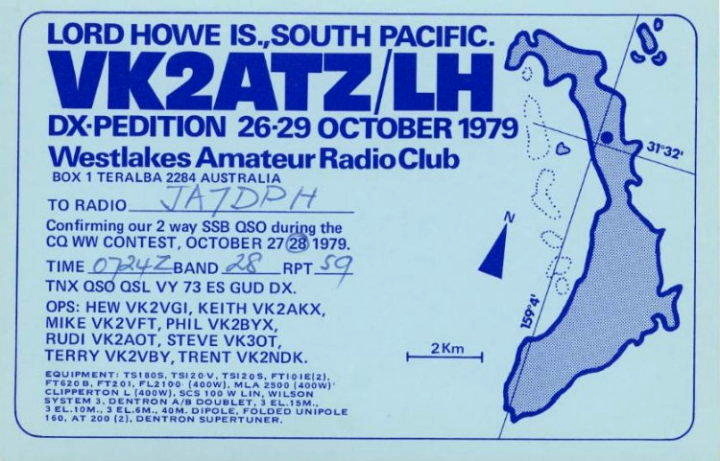 LORD HOWE IS., SOUTH PACIFIC.
VK2ATZ/LH
DX-PEDITION 26-29 OCTOBER 1979
Westlakes Amateur Radio Club
BOX 1 TERALBA 2284 AUSTRALIA
TO RADIO JA7DPH
Confirming our 2 way SSB QSO during the
CQ WW CONTEST, OCTOBER 27 28 1979.
TIME 0724Z BAND 28 RPT 59
TNX QSO QSL VY 73 ES GUD DX.
OPS: HEW VK2VGI, KEITH VK2AKX,
MIKE VK2VFT, PHIL VK2BYX,
RUDI VK2AOT, STEVE VK3OT,
TERRY VK2VBY, TRENT VK2NDK.
EQUIPMENT: TS180S, TS120V, TS120S, FT101E(2),
FT620B, FT201, FL2100 (400W), MLA 2500 (400W)'
CLIPPERTON L (400W), SCS 100 W LIN, WILSON
SYSTEM 3, DENTRON A/B DOUBLET, 3 EL.15M.,
3 EL.10M., 3 EL.6M., 40M. DIPOLE, FOLDED UNIPOLE
160, AT 200 (2), DENTRON SUPERTUNER.
31°32'
N
159°4'
2 Km